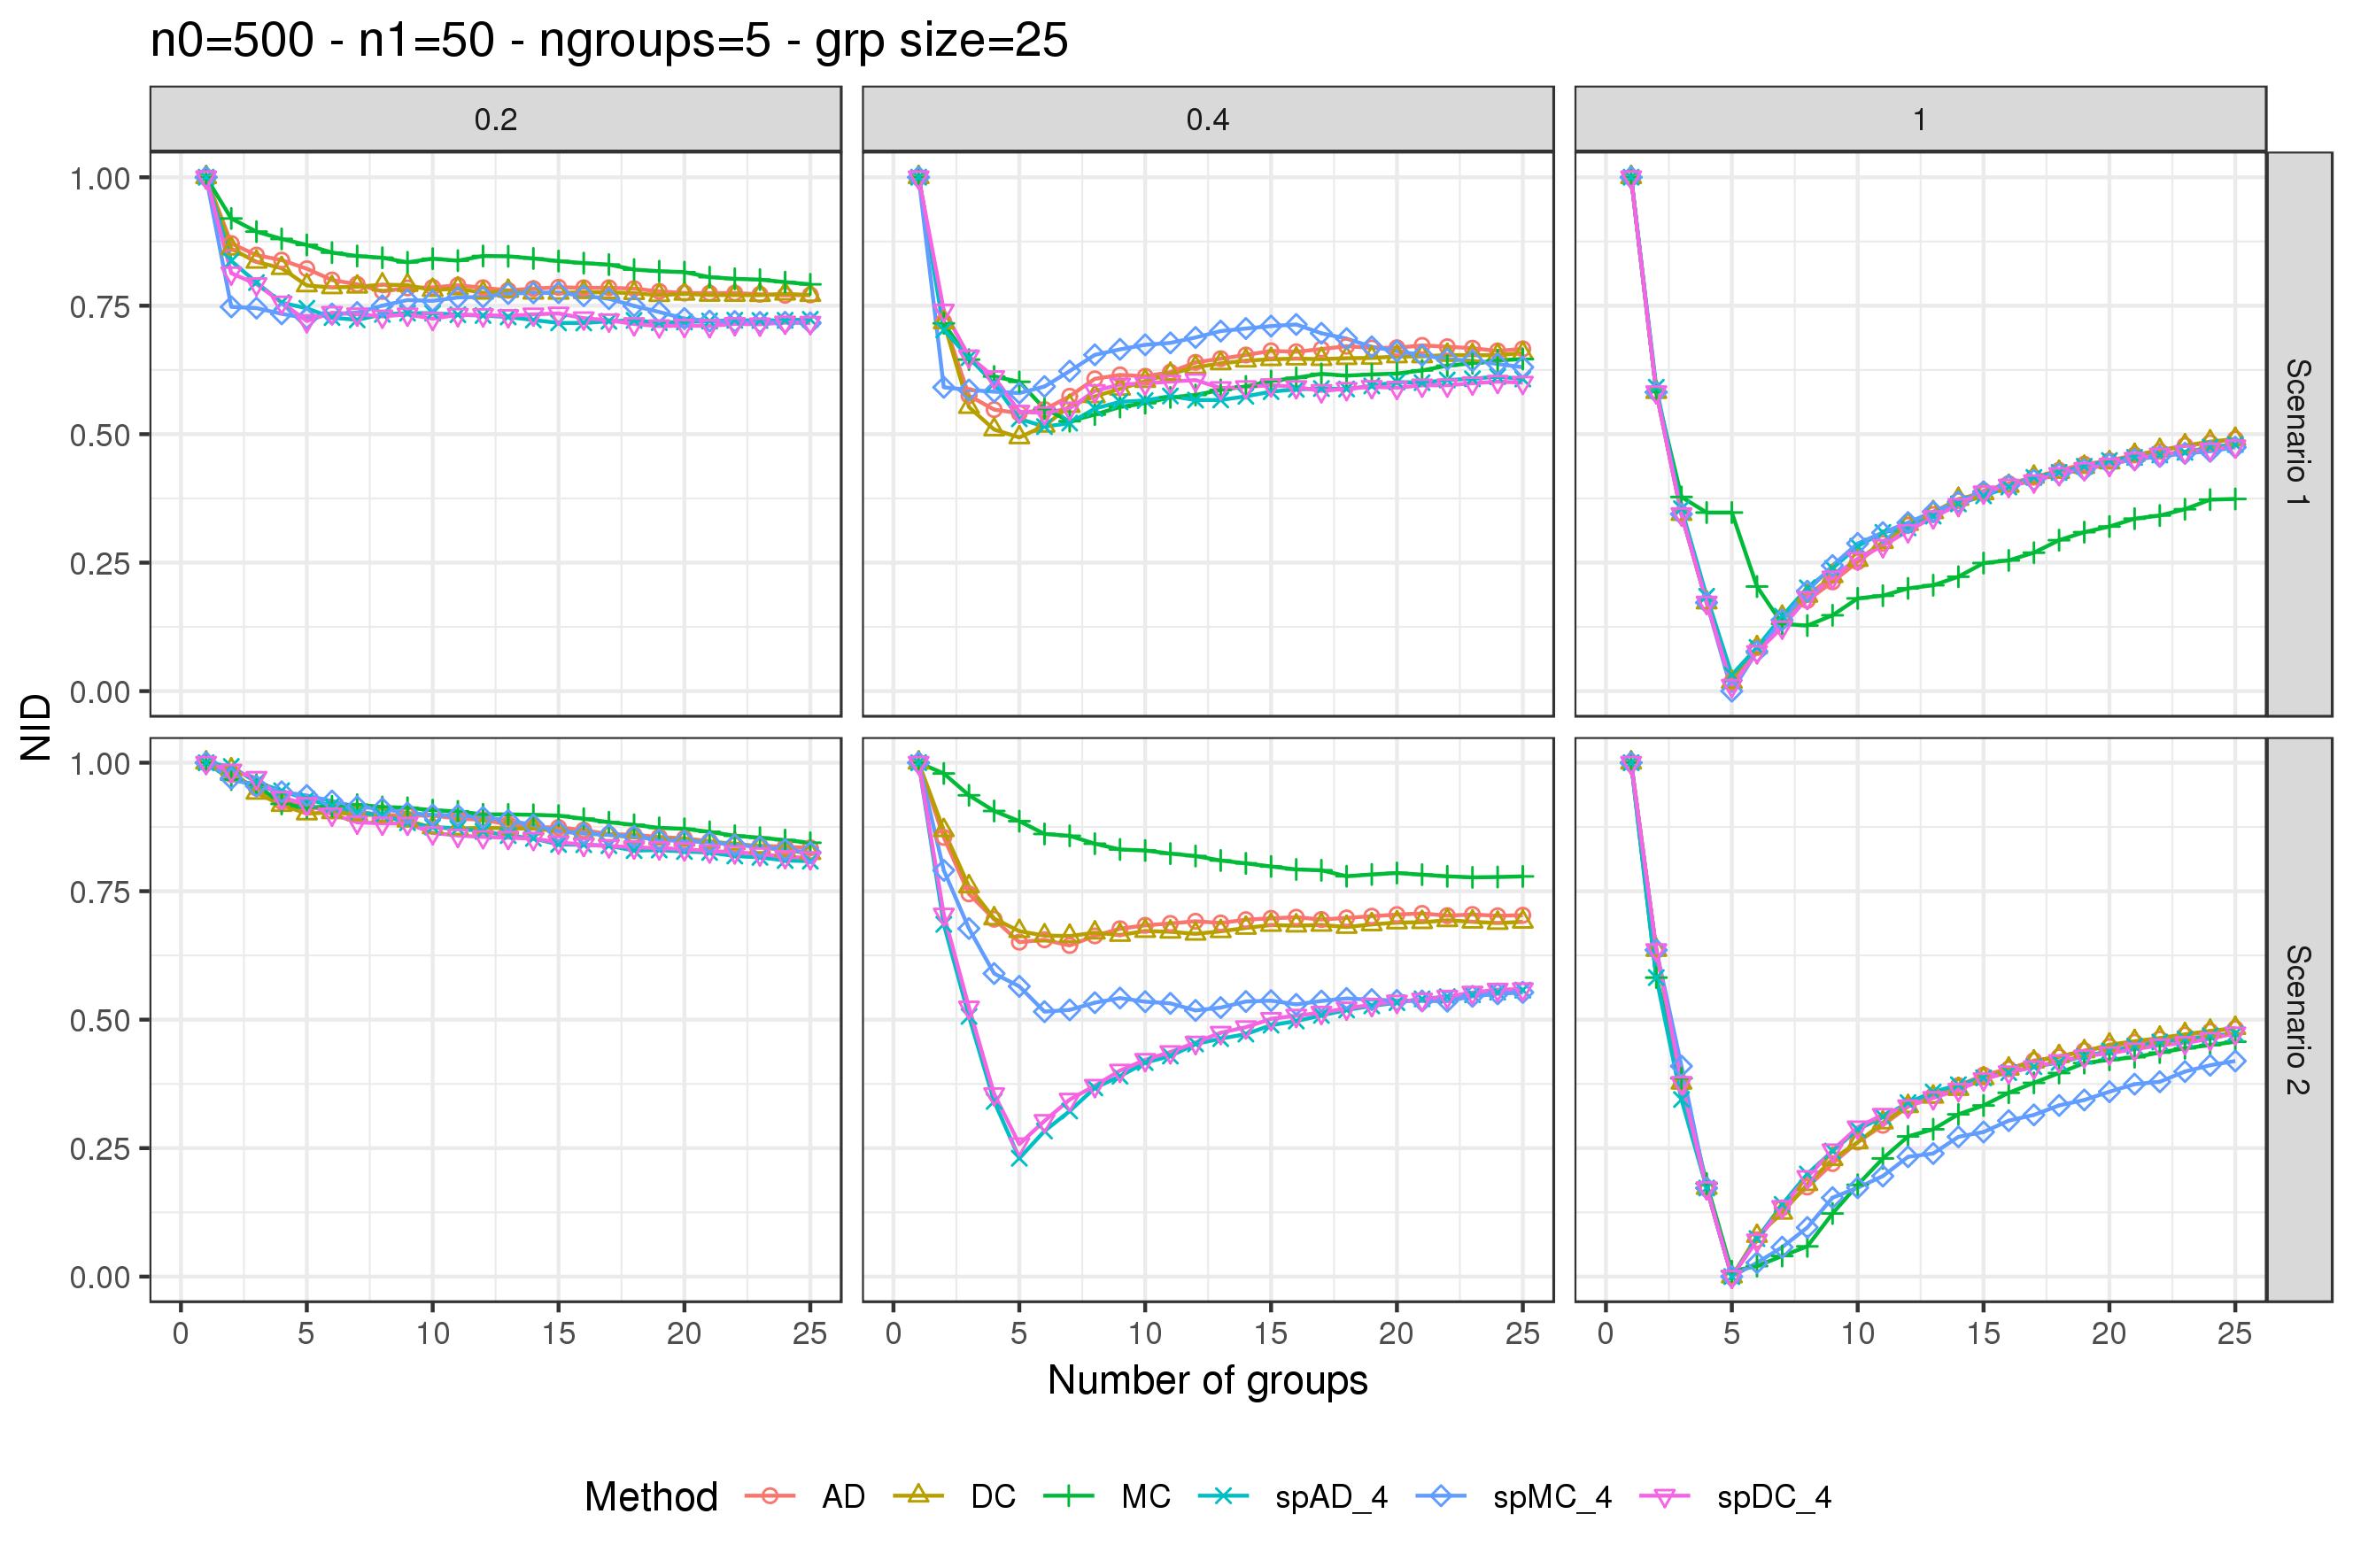 n0=500 - n1=50 - ngroups=5 - grp size=25
0.2
0.4
1
1.00
0.75
0.50
0.25
0.00
Scenario 1
NID
1.00
0.75
0.50
0.25
0.00
Scenario 2
0 5 10 15 20 25
0 5 10 15 20 25
0 5 10 15 20 25
Number of groups
Method AD DC MC spAD_4 spMC_4 spDC_4